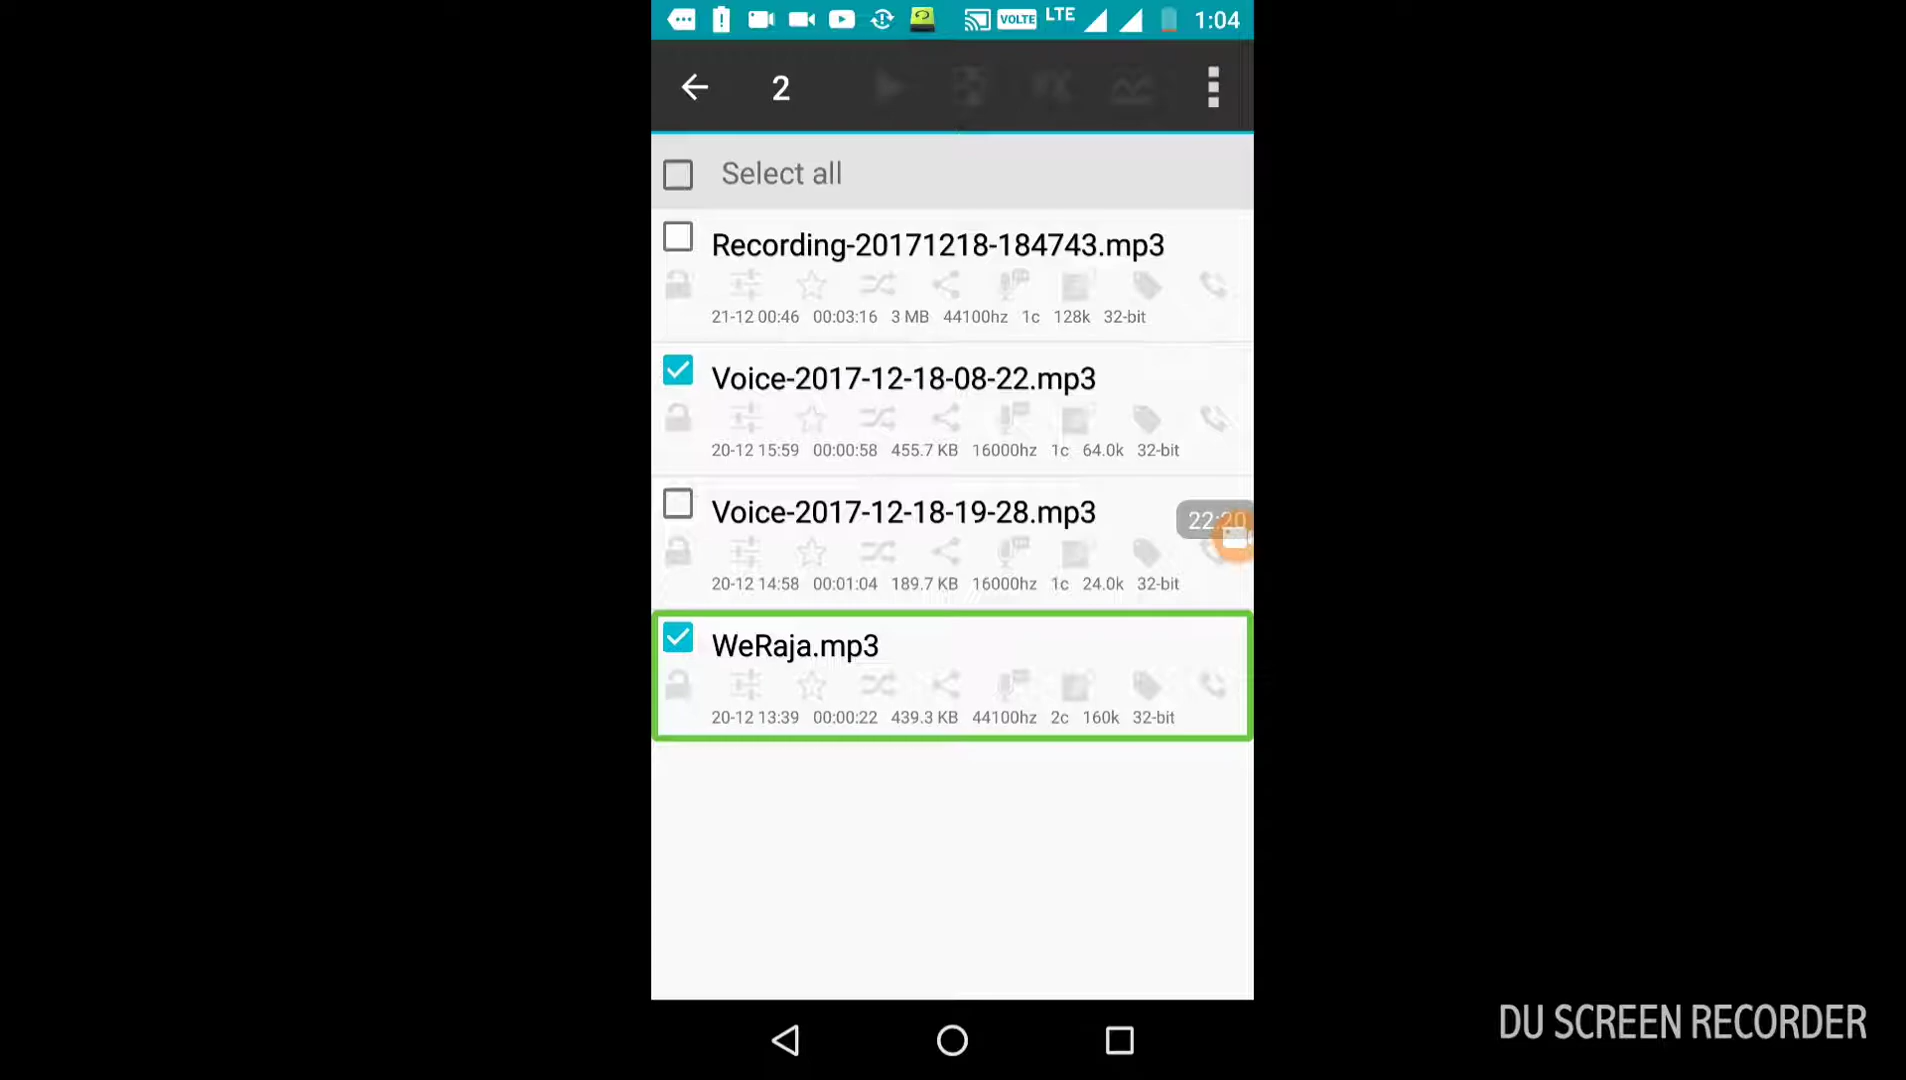 VOLTE LTE 1:04
2
Select all
Recording-20171218-184743.mp3
21-12 00:46 00:03:16 3 MB 44100hz 1c 128k 32-bit
Voice-2017-12-18-08-22.mp3
20-12 15:59 00:00:58 455.7 KB 16000hz 1c 64.0k 32-bit
Voice-2017-12-18-19-28.mp3
22:20
20-12 14:58 00:01:04 189.7 KB 16000hz 1c 24.0k 32-bit
WeRaja.mp3
20-12 13:39 00:00:22 439.3 KB 44100hz 2c 160k 32-bit
DU SCREEN RECORDER